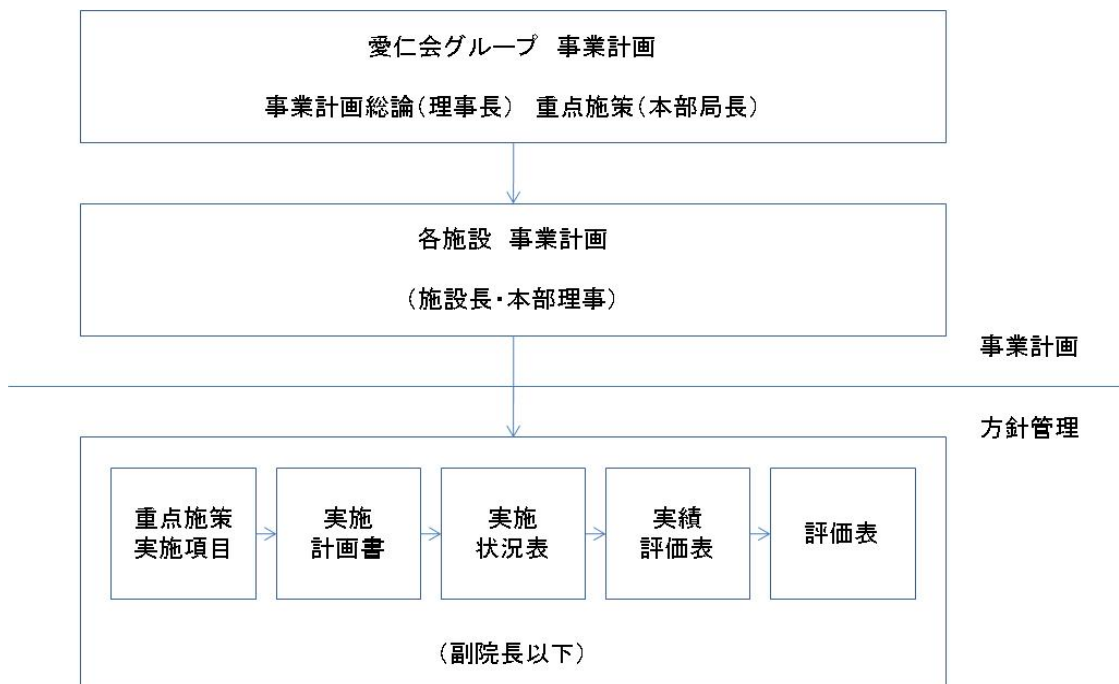 愛仁会グループ 事業計画
事業計画総論(理事長) 重点施策(本部局長)
各施設 事業計画
(施設長・本部理事)
事業計画
方針管理
重点施策
実施項目
実施
計画書
実施
状況表
実績
評価表
評価表
(副院長以下)